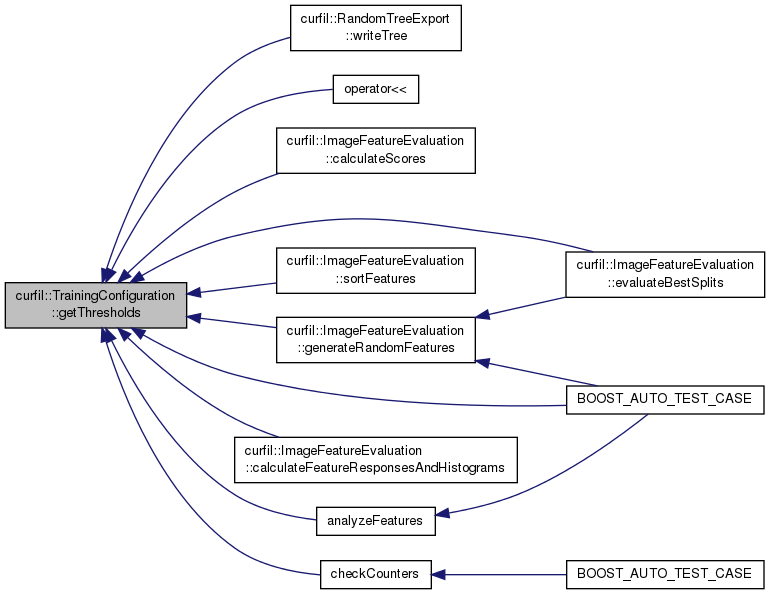 curfil::RandomTreeExport
::writeTree
operator<<
curfil::ImageFeatureEvaluation
::calculateScores
curfil::ImageFeatureEvaluation
::evaluateBestSplits
curfil::ImageFeatureEvaluation
::sortFeatures
curfil::TrainingConfiguration
::getThresholds
curfil::ImageFeatureEvaluation
::generateRandomFeatures
BOOST_AUTO_TEST_CASE
curfil::ImageFeatureEvaluation
::calculateFeatureResponsesAndHistograms
analyzeFeatures
checkCounters
BOOST_AUTO_TEST_CASE